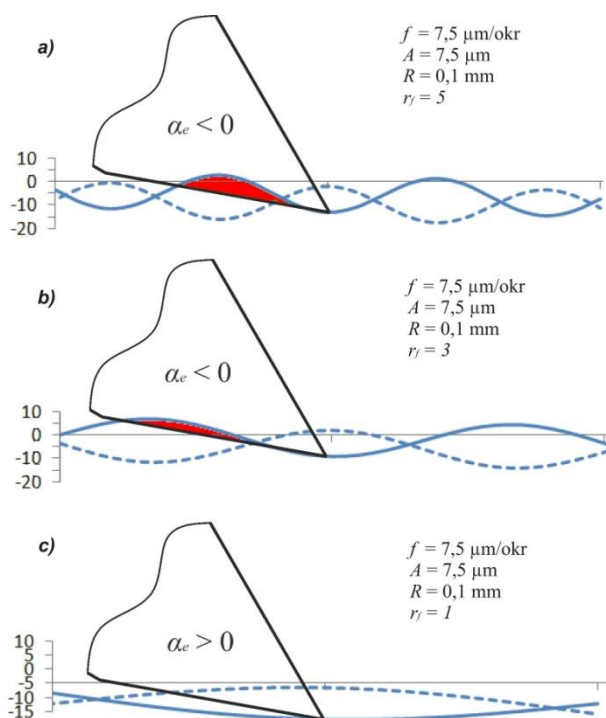 a)
f = 7,5 µm/okr
A = 7,5 µm
R = 0,1 mm
r_f = 5
α_e < 0
10
0
-10
-20
b)
f = 7,5 µm/okr
A = 7,5 µm
R = 0,1 mm
r_f = 3
α_e < 0
10
0
-10
-20
c)
f = 7,5 µm/okr
A = 7,5 µm
R = 0,1 mm
r_f = 1
α_e > 0
10
5
0
-5
-10
-15